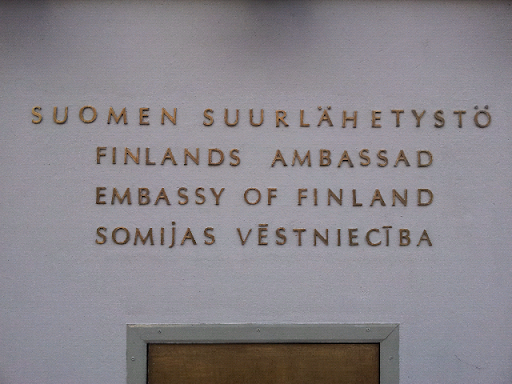 SUOMEN SUURLÄHETYSTÖ
FINLANDS AMBASSAD
EMBASSY OF FINLAND
SOMIJAS VĒSTNIECĪBA